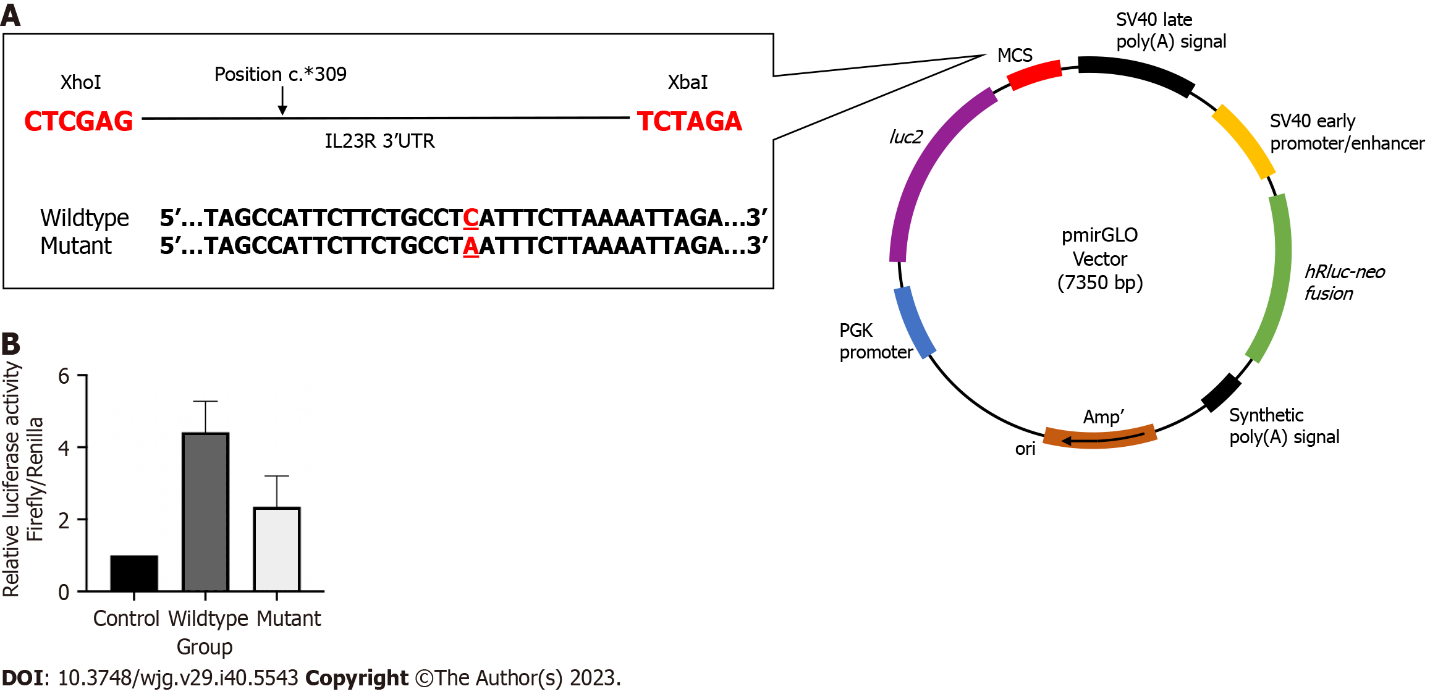 A
XhoI
Position c.*309
XbaI
CTCGAG
TCTAGA
IL23R 3′UTR
Wildtype 5′...TAGCCATTCTTCTGCCTCATTTCTTAAAATTAGA...3′
Mutant 5′...TAGCCATTCTTCTGCCTAATTTCTTAAAATTAGA...3′
MCS
SV40 late
poly(A) signal
SV40 early
promoter/enhancer
luc2
pmirGLO
Vector
(7350 bp)
hRluc-neo
fusion
PGK
promoter
Synthetic
poly(A) signal
Amp′
ori
B
Relative luciferase activity
Firefly/Renilla
6
4
2
0
Control Wildtype Mutant
Group
DOI: 10.3748/wjg.v29.i40.5543 Copyright ©The Author(s) 2023.